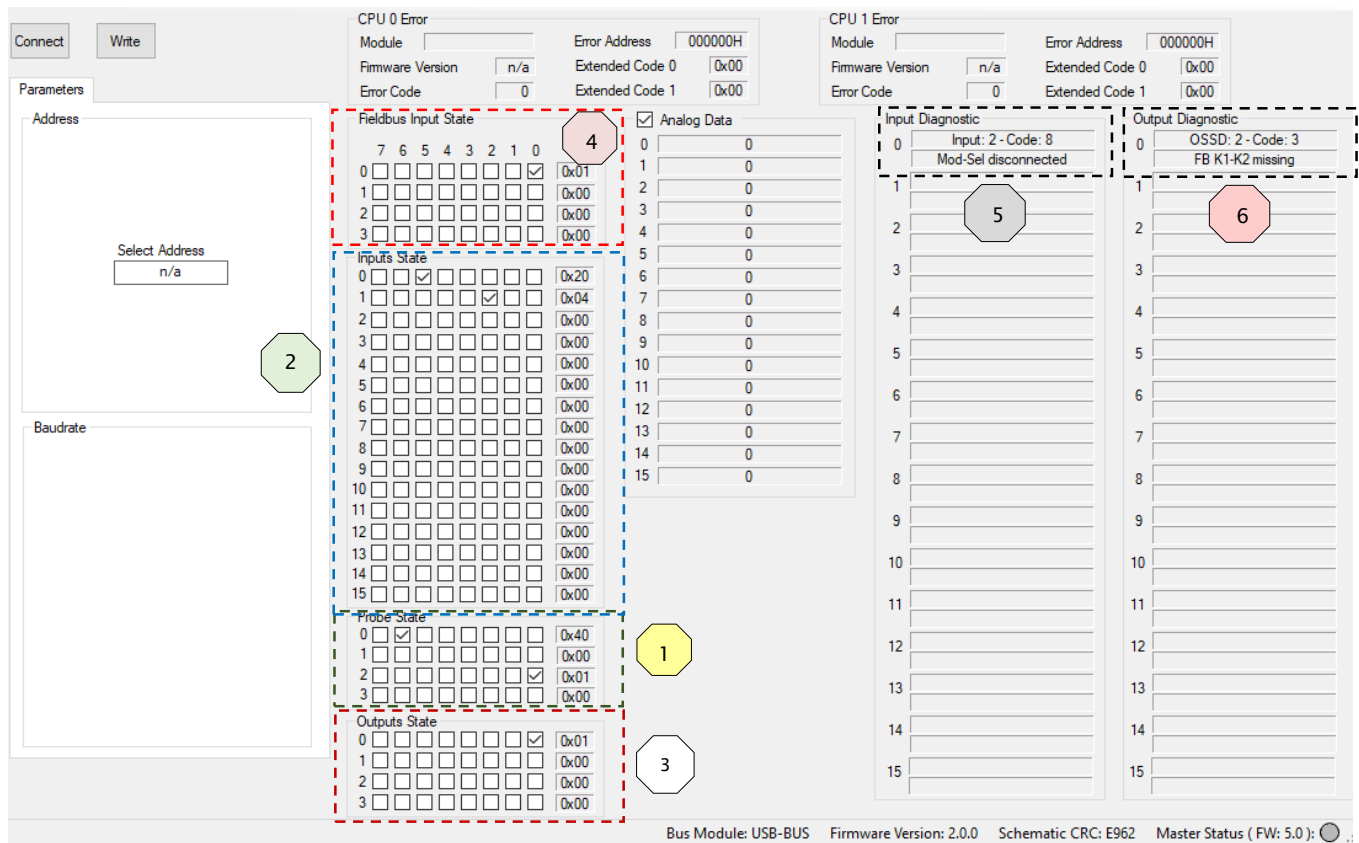 Connect
Write
Parameters
Address
Select Address
n/a
Baudrate
CPU 0 Error
Module
Error Address 000000H
Firmware Version n/a
Extended Code 0 0x00
Error Code 0
Extended Code 1 0x00
CPU 1 Error
Module
Error Address 000000H
Firmware Version n/a
Extended Code 0 0x00
Error Code 0
Extended Code 1 0x00
Fieldbus Input State
4
7 6 5 4 3 2 1 0
0 0x01
1 0x00
2 0x00
3 0x00
Inputs State
0 0x20
1 0x04
2 0x00
3 0x00
4 0x00
5 0x00
6 0x00
7 0x00
8 0x00
9 0x00
10 0x00
11 0x00
12 0x00
13 0x00
14 0x00
15 0x00
2
Probe State
0 0x40
1 0x00
2 0x01
3 0x00
1
Outputs State
0 0x01
1 0x00
2 0x00
3 0x00
3
Analog Data
0 0
1 0
2 0
3 0
4 0
5 0
6 0
7 0
8 0
9 0
10 0
11 0
12 0
13 0
14 0
15 0
Input Diagnostic
0 Input: 2 - Code: 8
Mod-Sel disconnected
1
5
2
3
4
5
6
7
8
9
10
11
12
13
14
15
Output Diagnostic
0 OSSD: 2 - Code: 3
FB K1-K2 missing
1
6
2
3
4
5
6
7
8
9
10
11
12
13
14
15
Bus Module: USB-BUS Firmware Version: 2.0.0 Schematic CRC: E962 Master Status ( FW: 5.0 ):